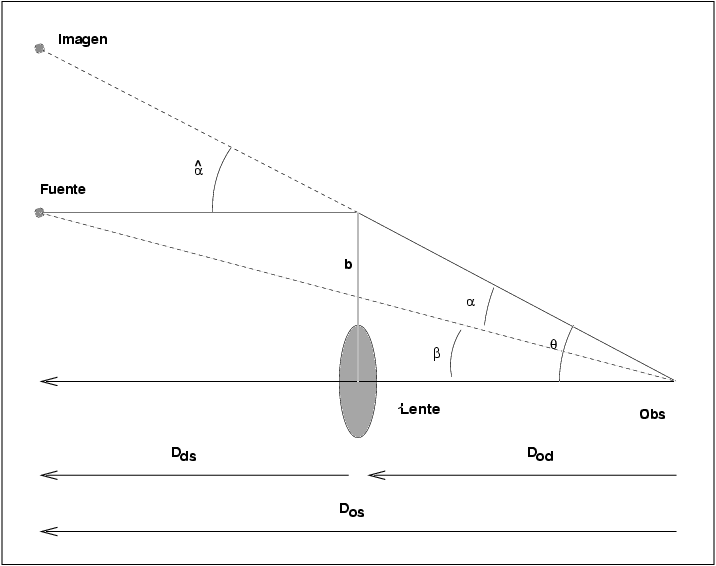 Imagen
α̂
Fuente
b
α
β
θ
Lente
Obs
Dds
Dod
Dos